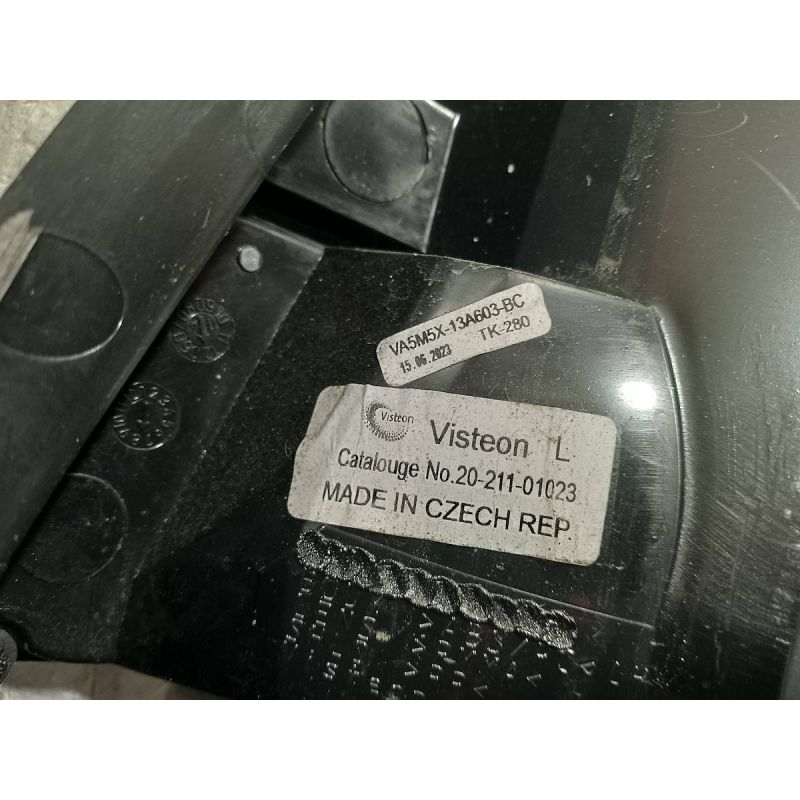 VA5M5X-13A603-BC
15.06.2023 TK-280
Visteon
Visteon L
Catalouge No.20-211-01023
MADE IN CZECH REP.